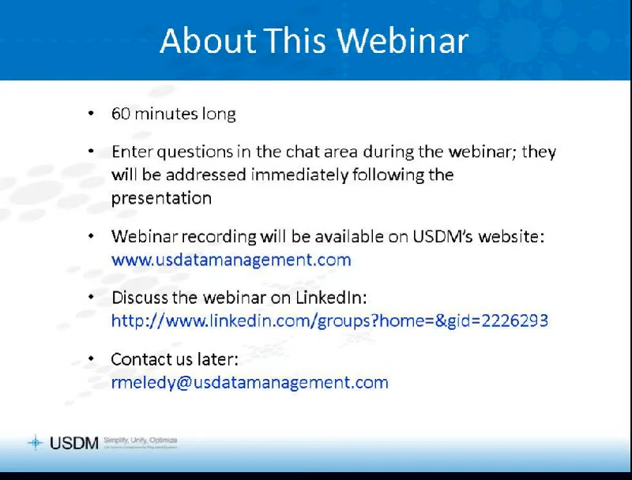 About This Webinar
• 60 minutes long
• Enter questions in the chat area during the webinar; they
will be addressed immediately following the
presentation
• Webinar recording will be available on USDM's website:
www.usdatamanagement.com
• Discuss the webinar on LinkedIn:
http://www.linkedin.com/groups?home=&gid=2226293
• Contact us later:
rmeledy@usdatamanagement.com
USDM Simplify, Unify, Optimize